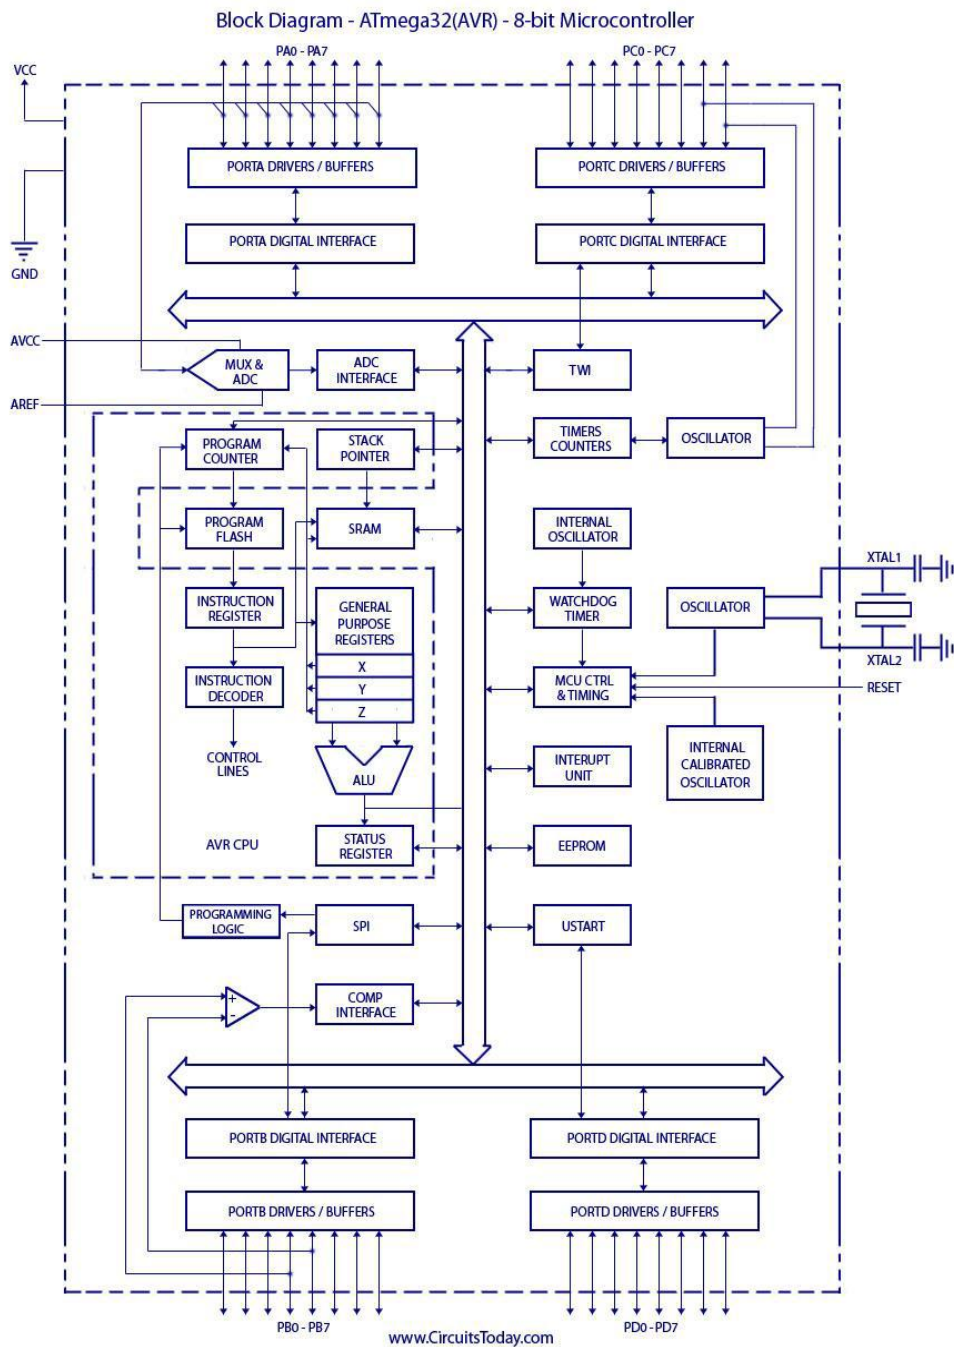 Block Diagram - ATmega32(AVR) - 8-bit Microcontroller
PA0 - PA7
PC0 - PC7
VCC
PORTA DRIVERS / BUFFERS
PORTC DRIVERS / BUFFERS
PORTA DIGITAL INTERFACE
PORTC DIGITAL INTERFACE
GND
AVCC
MUX &
ADC
ADC
INTERFACE
TWI
AREF
PROGRAM
COUNTER
STACK
POINTER
TIMERS
COUNTERS
OSCILLATOR
PROGRAM
FLASH
SRAM
INTERNAL
OSCILLATOR
XTAL1
INSTRUCTION
REGISTER
GENERAL
PURPOSE
REGISTERS
WATCHDOG
TIMER
OSCILLATOR
X
XTAL2
INSTRUCTION
DECODER
Y
MCU CTRL
& TIMING
RESET
Z
CONTROL
LINES
ALU
INTERUPT
UNIT
INTERNAL
CALIBRATED
OSCILLATOR
AVR CPU
STATUS
REGISTER
EEPROM
PROGRAMMING
LOGIC
SPI
USTART
+
-
COMP
INTERFACE
PORTB DIGITAL INTERFACE
PORTD DIGITAL INTERFACE
PORTB DRIVERS / BUFFERS
PORTD DRIVERS / BUFFERS
PB0 - PB7
PD0 - PD7
www.CircuitsToday.com